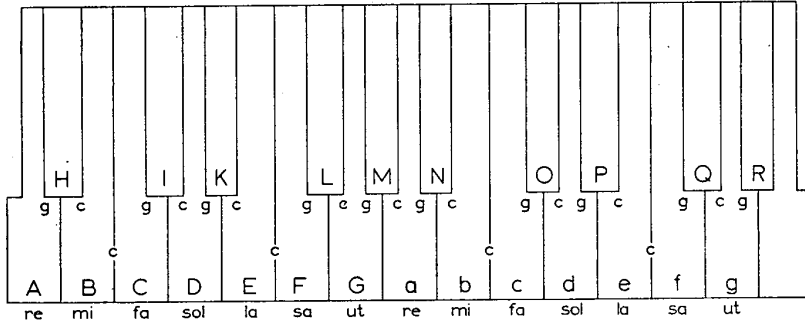 H I K L M N O P Q R
g c g c g c g c g c g c g c g c g c g
c c c c
A B C D E F G a b c d e f g
re mi fa sol la sa ut re mi fa sol la sa ut